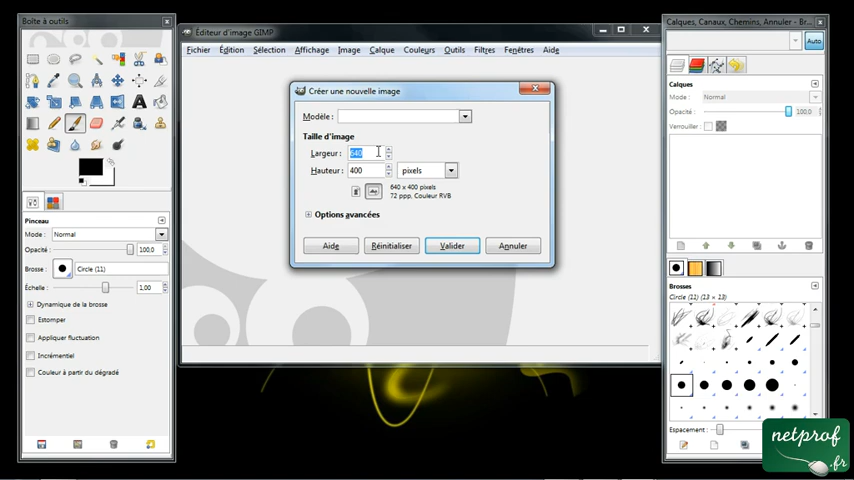 Boîte à outils
Pinceau
Mode : Normal
Opacité : 100,0
Brosse : Circle (11)
Échelle : 1,00
Dynamique de la brosse
Estomper
Appliquer fluctuation
Incrémentiel
Couleur à partir du dégradé
Éditeur d'image GIMP
Fichier Édition Sélection Affichage Image Calque Couleurs Outils Filtres Fenêtres Aide
Créer une nouvelle image
Modèle :
Taille d'image
Largeur : 640
Hauteur : 400 pixels
640 x 400 pixels
72 ppp, Couleur RVB
Options avancées
Aide Réinitialiser Valider Annuler
Calques, Canaux, Chemins, Annuler - Br...
Auto
Calques
Mode : Normal
Opacité : 100,0
Verrouiller :
Brosses
Circle (11) (13 × 13)
Espacement :
netprof
.fr